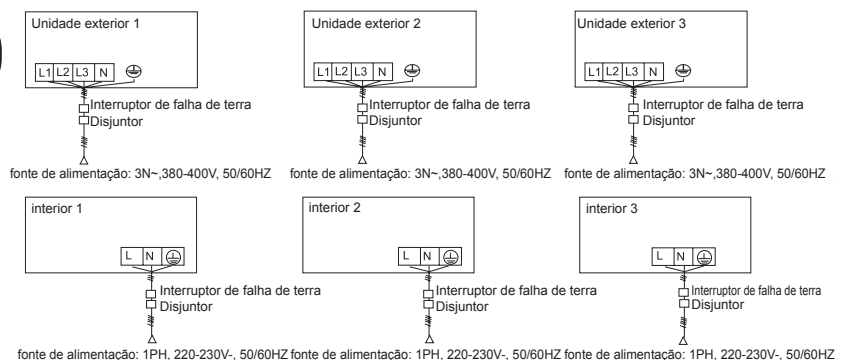 Unidade exterior 1
L1 L2 L3 N
Interruptor de falha de terra
Disjuntor
fonte de alimentação: 3N~,380-400V, 50/60HZ
Unidade exterior 2
L1 L2 L3 N
Interruptor de falha de terra
Disjuntor
fonte de alimentação: 3N~,380-400V, 50/60HZ
Unidade exterior 3
L1 L2 L3 N
Interruptor de falha de terra
Disjuntor
fonte de alimentação: 3N~,380-400V, 50/60HZ
interior 1
L N
Interruptor de falha de terra
Disjuntor
fonte de alimentação: 1PH, 220-230V-, 50/60HZ
interior 2
L N
Interruptor de falha de terra
Disjuntor
fonte de alimentação: 1PH, 220-230V-, 50/60HZ
interior 3
L N
Interruptor de falha de terra
Disjuntor
fonte de alimentação: 1PH, 220-230V-, 50/60HZ